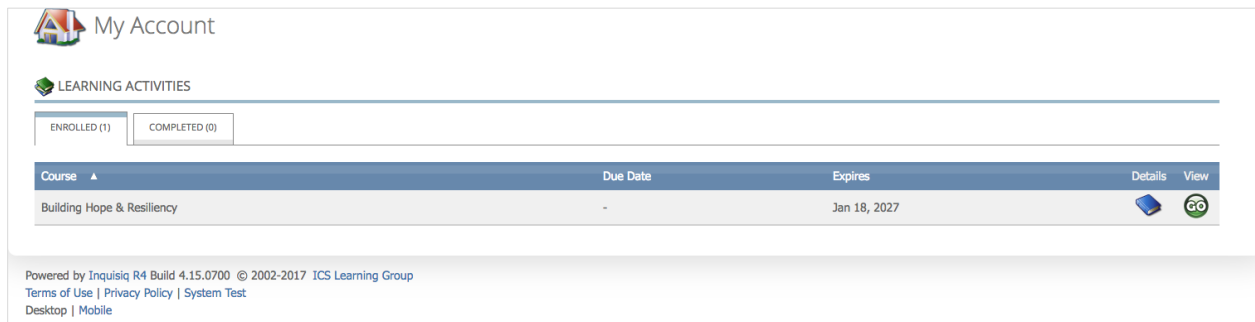 My Account
LEARNING ACTIVITIES
ENROLLED (1) COMPLETED (0)
Course ▲ Due Date Expires Details View
Building Hope & Resiliency - Jan 18, 2027 GO
Powered by Inquisiq R4 Build 4.15.0700 © 2002-2017 ICS Learning Group
Terms of Use | Privacy Policy | System Test
Desktop | Mobile